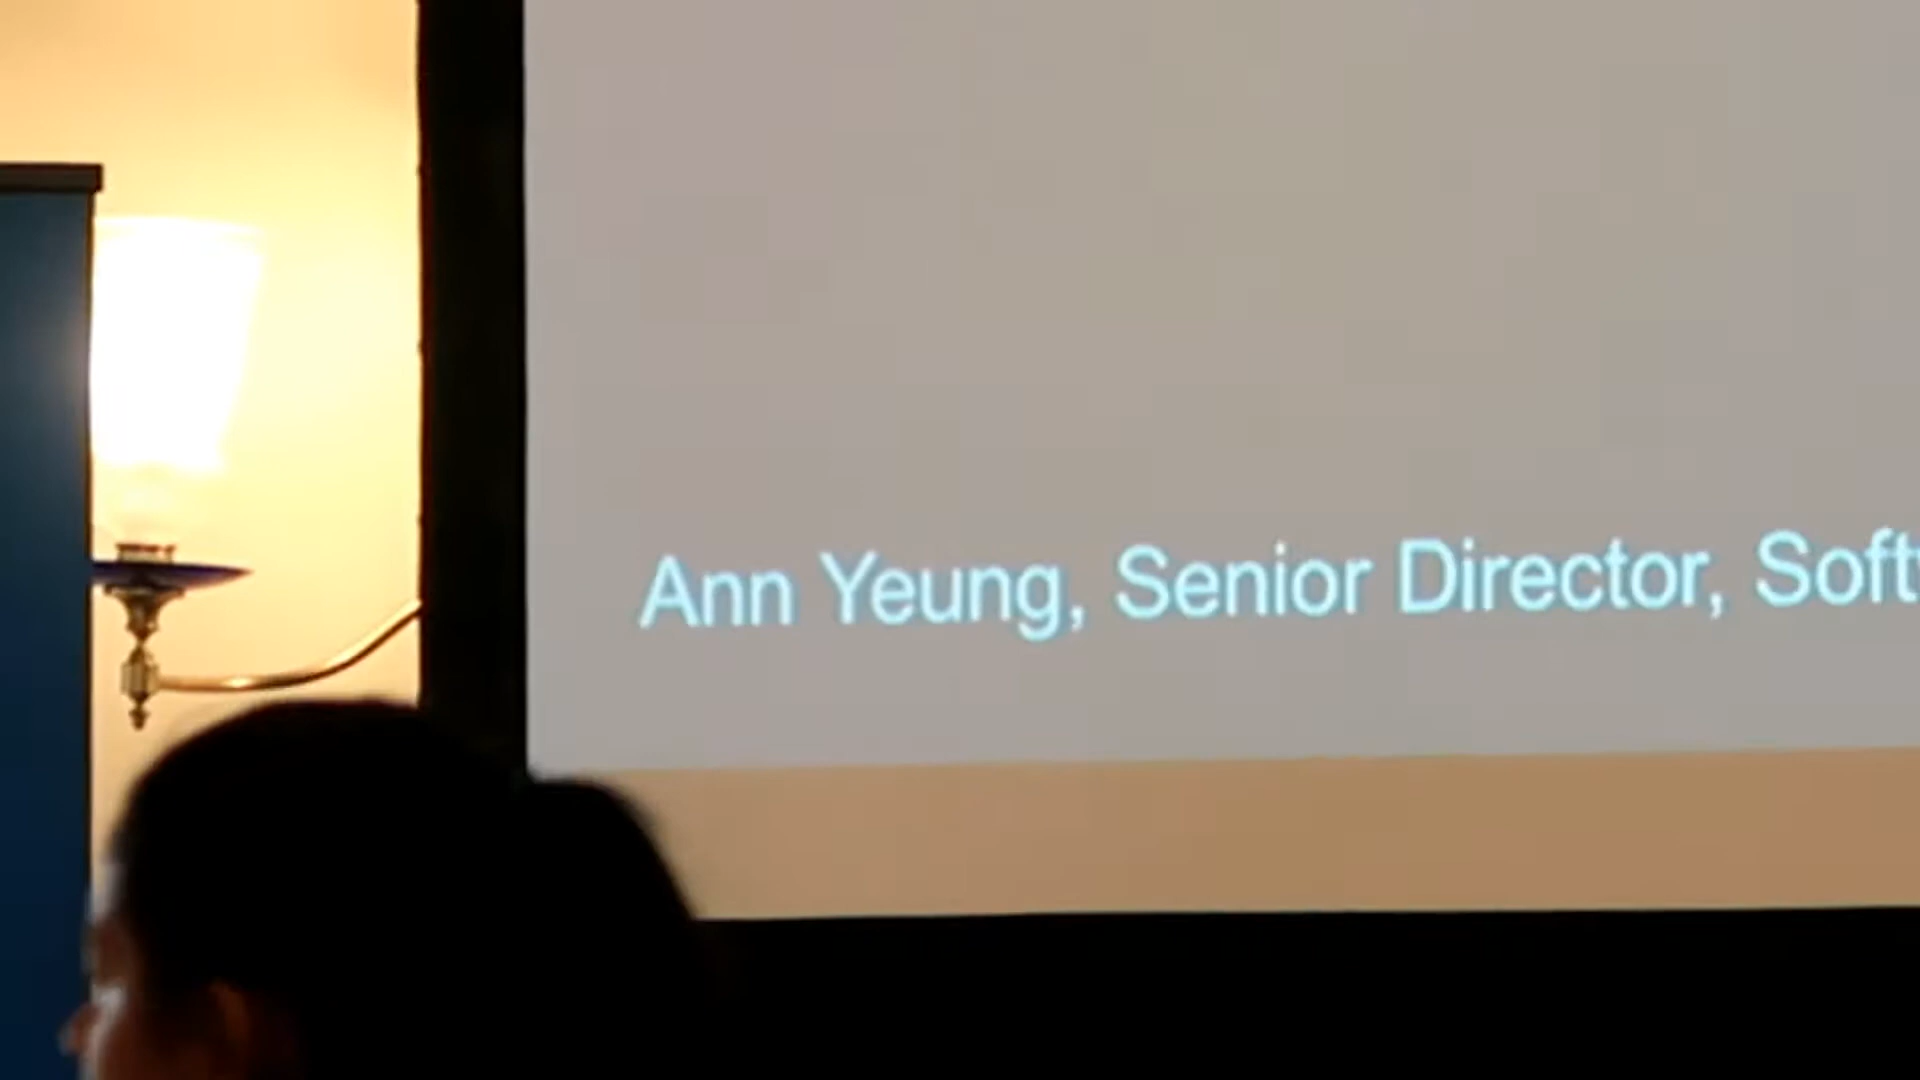 Ann Yeung, Senior Director, Soft